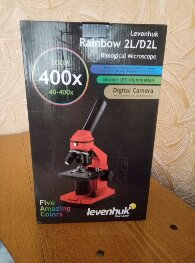 Levenhuk
Rainbow 2L/D2L
Biological Microscope
ZOOM
400x
40-400x
Double LED Illumination
Digital Camera
Five
Amazing
Colors
levenhuk